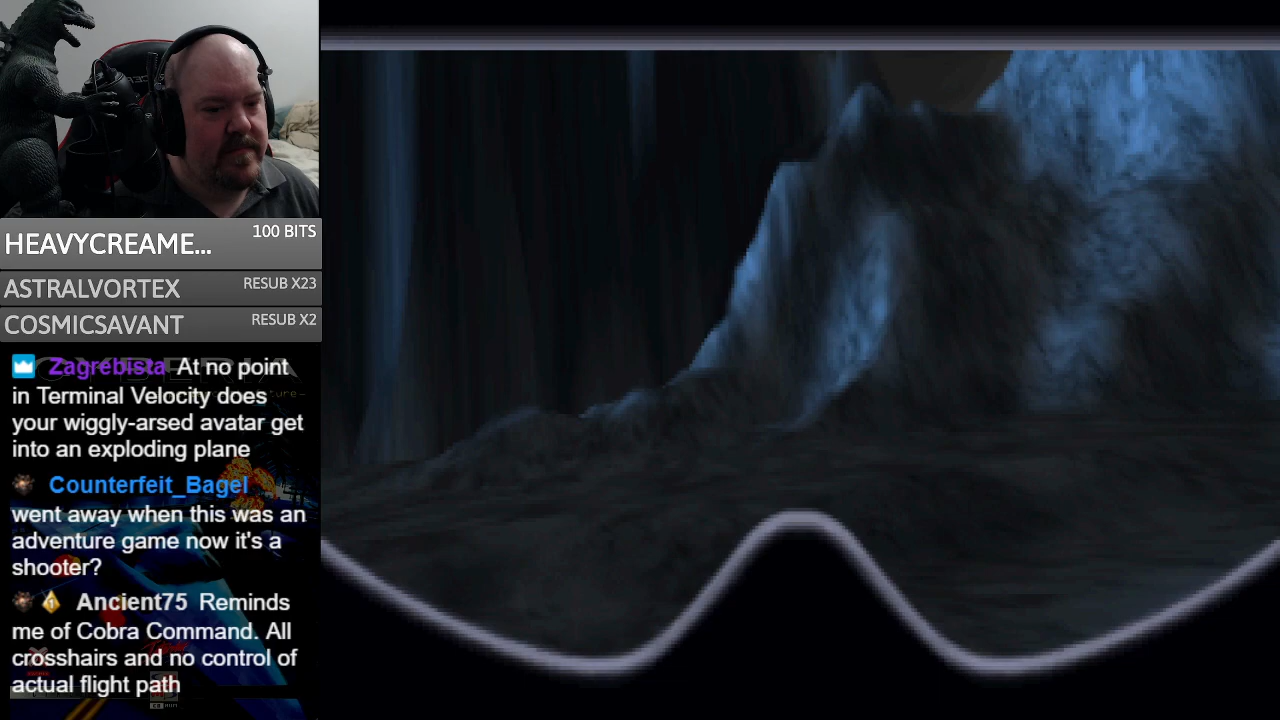 HEAVYCREAME... 100 BITS
ASTRALVORTEX RESUB X23
COSMICSAVANT RESUB X2
Zagrebista At no point
in Terminal Velocity does
your wiggly-arsed avatar get
into an exploding plane
Counterfeit_Bagel
went away when this was an
adventure game now it's a
shooter?
Ancient75 Reminds
me of Cobra Command. All
crosshairs and no control of
actual flight path